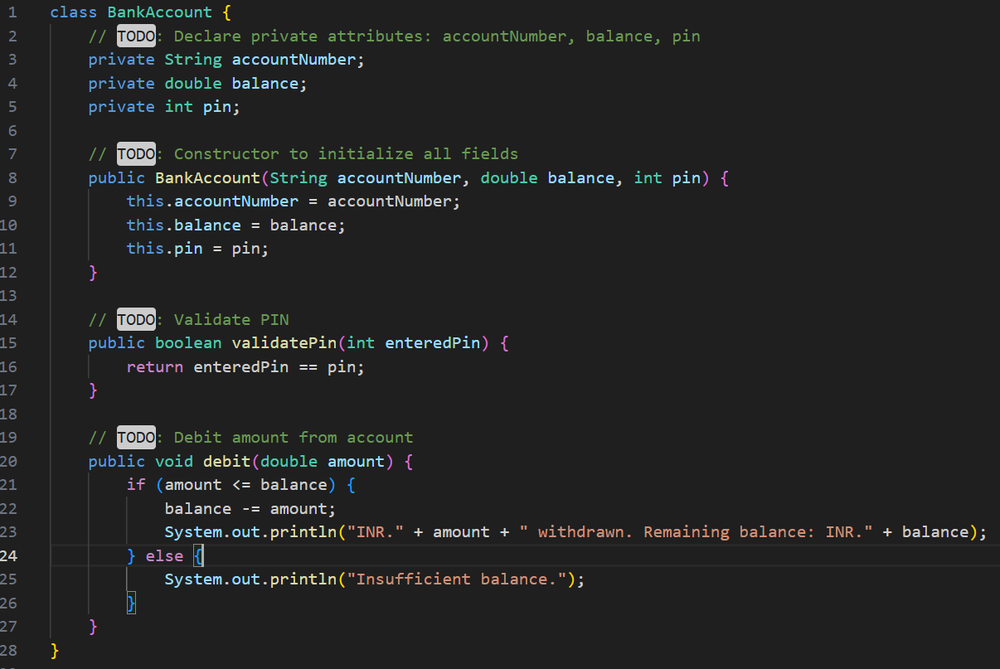 1 class BankAccount {
2 // TODO: Declare private attributes: accountNumber, balance, pin
3 private String accountNumber;
4 private double balance;
5 private int pin;
6
7 // TODO: Constructor to initialize all fields
8 public BankAccount(String accountNumber, double balance, int pin) {
9 this.accountNumber = accountNumber;
10 this.balance = balance;
11 this.pin = pin;
12 }
13
14 // TODO: Validate PIN
15 public boolean validatePin(int enteredPin) {
16 return enteredPin == pin;
17 }
18
19 // TODO: Debit amount from account
20 public void debit(double amount) {
21 if (amount <= balance) {
22 balance -= amount;
23 System.out.println("INR." + amount + " withdrawn. Remaining balance: INR." + balance);
24 } else {
25 System.out.println("Insufficient balance.");
26 }
27 }
28 }